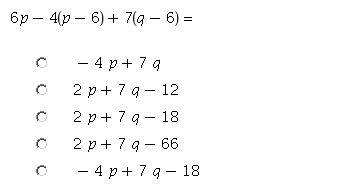 6p − 4(p − 6) + 7(q − 6) =
− 4 p + 7 q
2 p + 7 q − 12
2 p + 7 q − 18
2 p + 7 q − 66
− 4 p + 7 q − 18